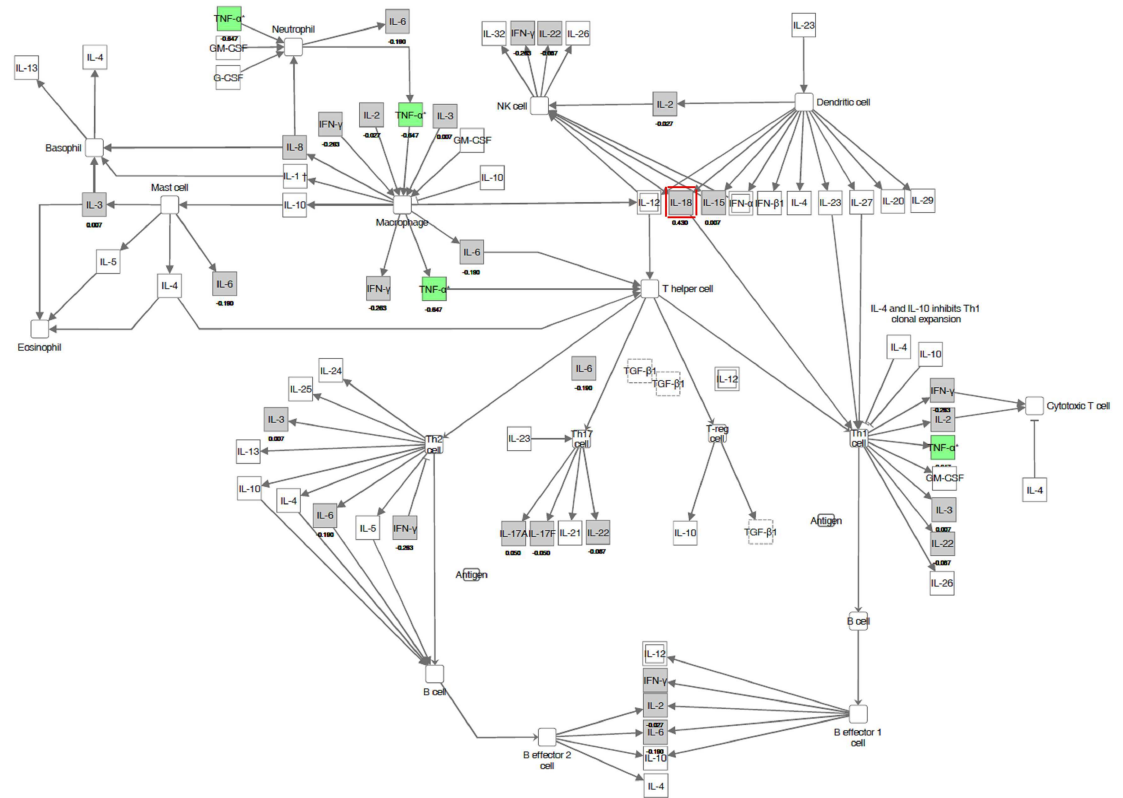 TNF-α*
-0.647
GM-CSF
G-CSF
Neutrophil
IL-6
-0.190
IL-13
IL-4
Basophil
IL-8
IL-1 †
IL-10
Mast cell
IL-3
0.007
IL-5
IL-4
IL-6
-0.190
Eosinophil
IFN-γ
-0.263
IL-2
-0.027
TNF-α*
-0.647
IL-3
0.007
GM-CSF
IL-10
Macrophage
IL-6
-0.190
IFN-γ
-0.263
TNF-α*
-0.647
IL-32
IFN-γ
-0.263
IL-22
-0.067
IL-26
NK cell
IL-2
-0.027
IL-23
Dendritic cell
IL-12
IL-18
0.430
IL-15
0.007
IFN-α
IFN-β1
IL-4
IL-23
IL-27
IL-20
IL-29
T helper cell
IL-4 and IL-10 inhibits Th1
clonal expansion
IL-4
IL-10
IFN-γ
-0.263
IL-2
TNF-α*
GM-CSF
IL-3
0.007
IL-22
-0.067
IL-26
Th1
cell
Cytotoxic T cell
IL-4
IL-24
IL-25
IL-3
0.007
IL-13
IL-10
IL-4
IL-6
-0.190
IL-5
IFN-γ
-0.263
Th2
cell
IL-6
-0.190
TGF-β1
TGF-β1
IL-12
IL-23
Th17
cell
T-reg
cell
IL-17A
0.050
IL-17F
-0.050
IL-21
IL-22
-0.067
IL-10
TGF-β1
Antigen
Antigen
B cell
B cell
IL-12
IFN-γ
IL-2
-0.027
IL-6
-0.190
IL-10
IL-4
B effector 2
cell
B effector 1
cell